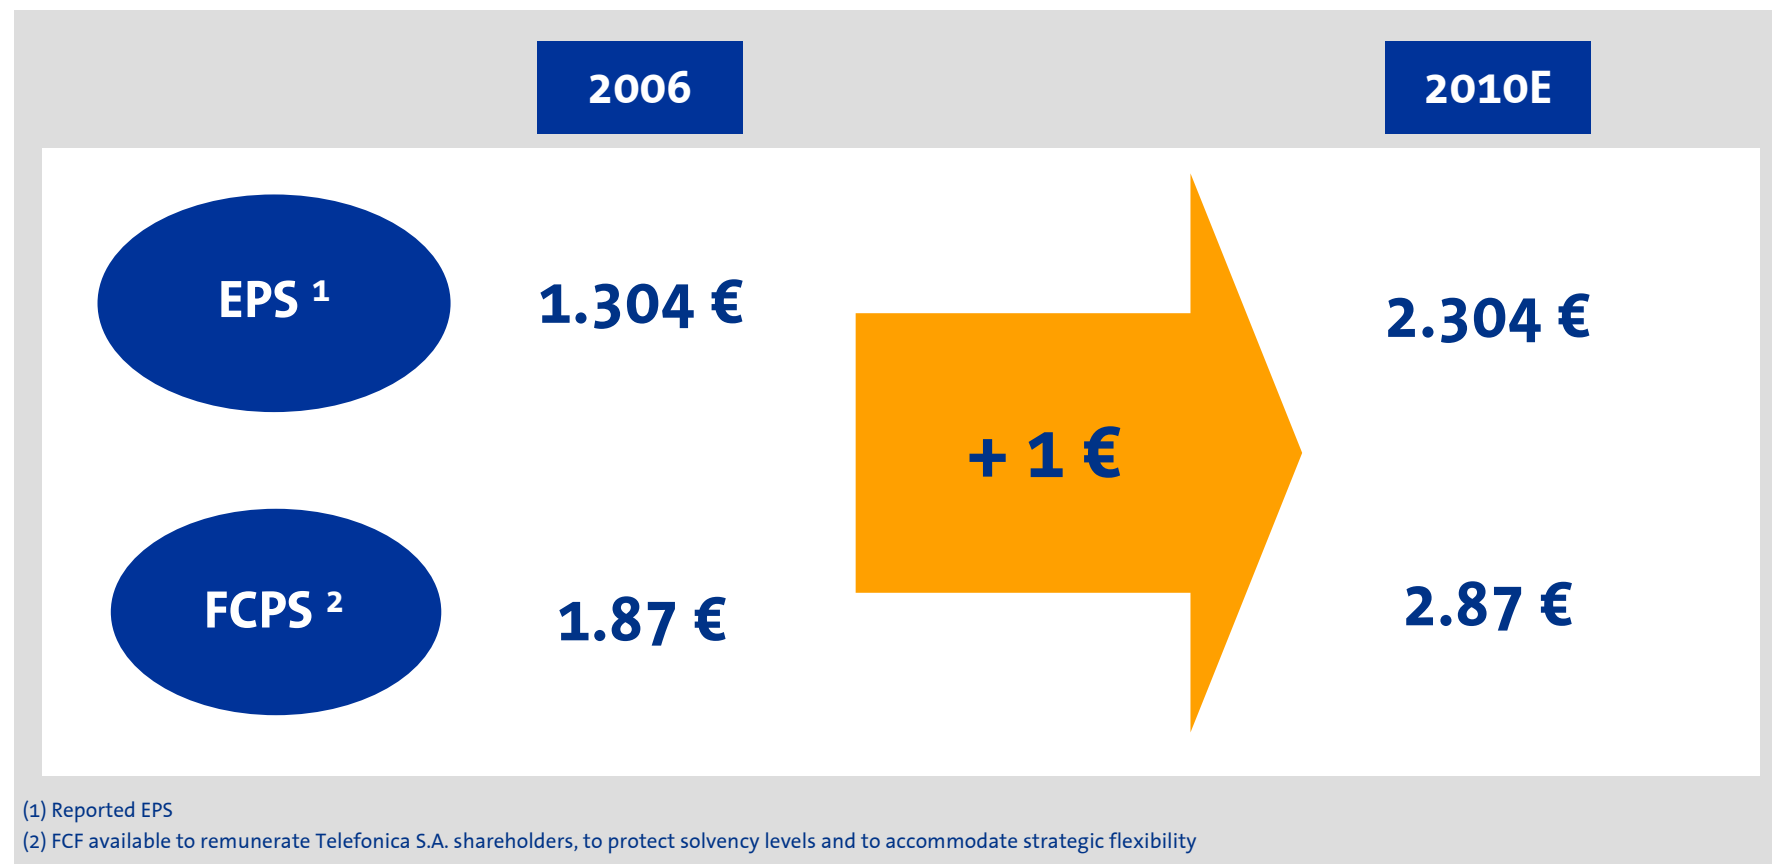 2006
2010E
EPS ¹
1.304 €
2.304 €
+ 1 €
FCPS ²
1.87 €
2.87 €
(1) Reported EPS
(2) FCF available to remunerate Telefonica S.A. shareholders, to protect solvency levels and to accommodate strategic flexibility